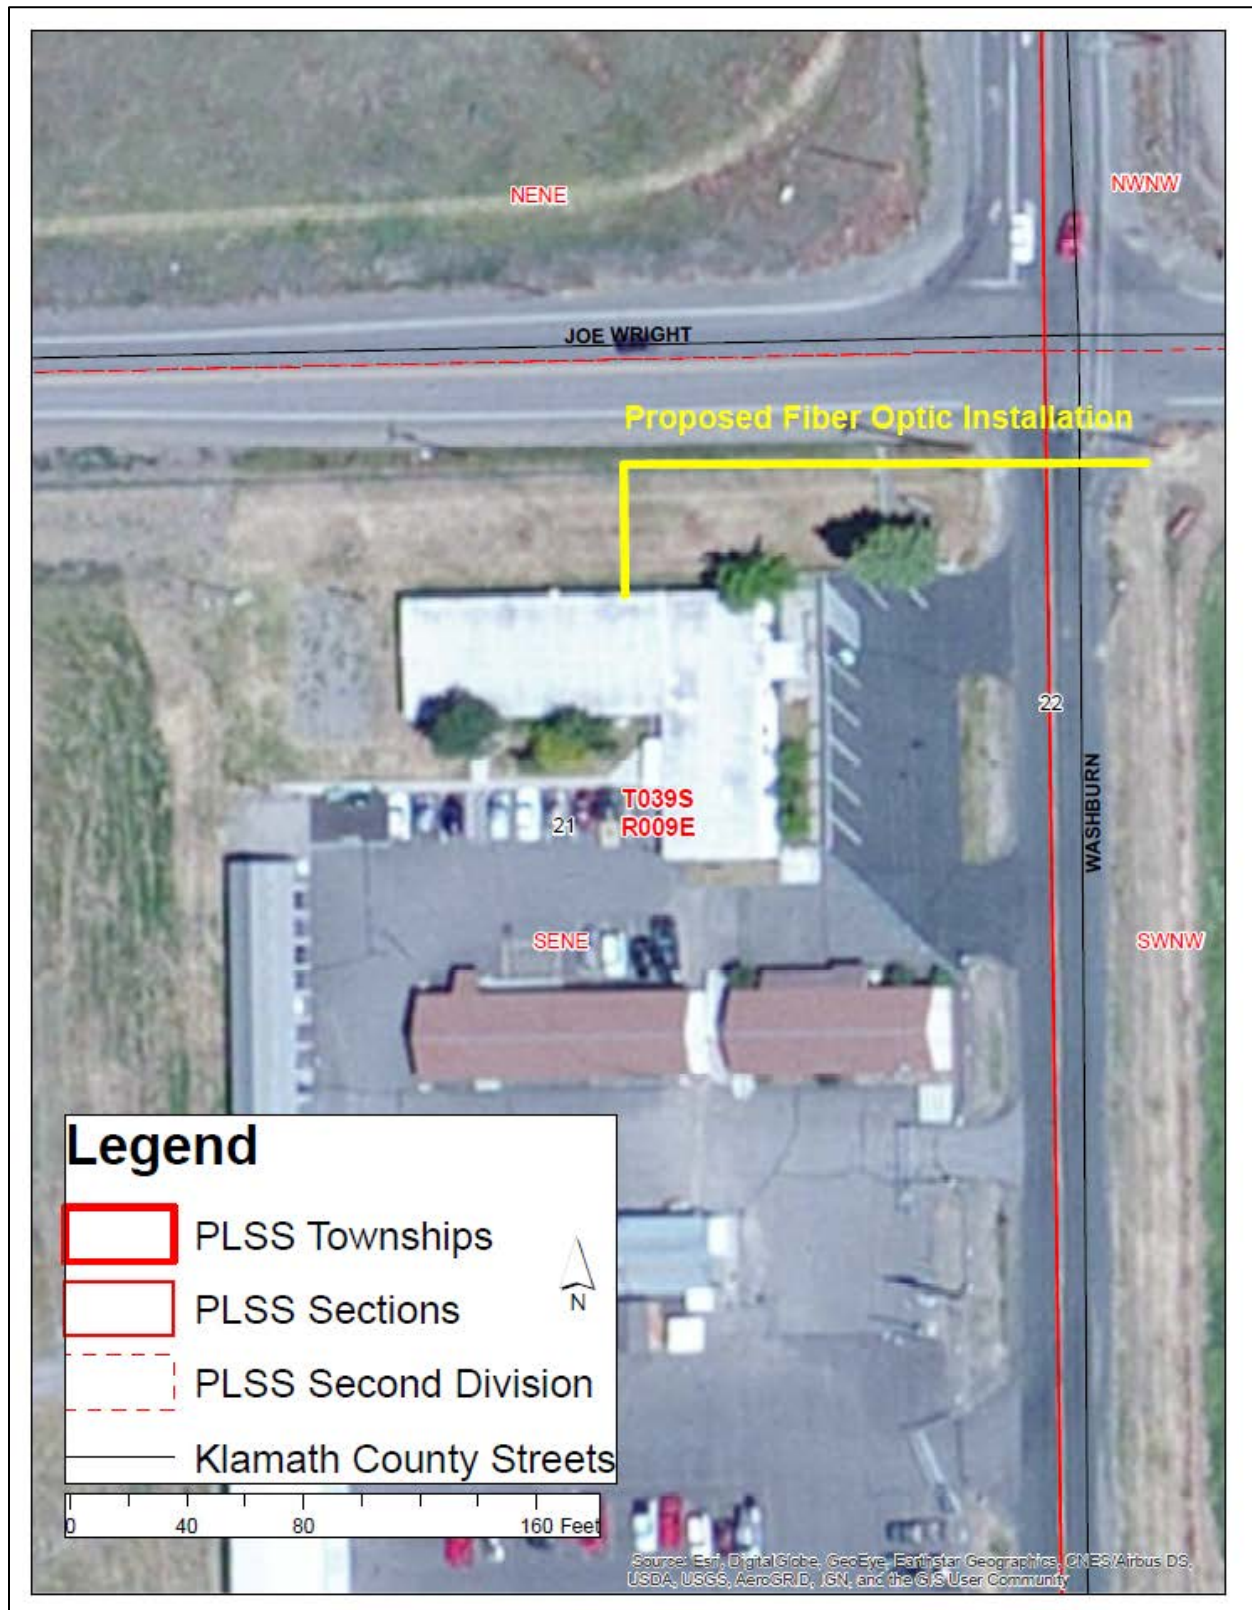 NENE
NWNW
JOE WRIGHT
Proposed Fiber Optic Installation
22
WASHBURN
T039S
R009E
21
SENE
SWNW
Legend
PLSS Townships
PLSS Sections
N
PLSS Second Division
Klamath County Streets
0 40 80 160 Feet
Source: Esri, DigitalGlobe, GeoEye, Earthstar Geographics, CNES/Airbus DS,
USDA, USGS, AeroGRID, IGN, and the GIS User Community